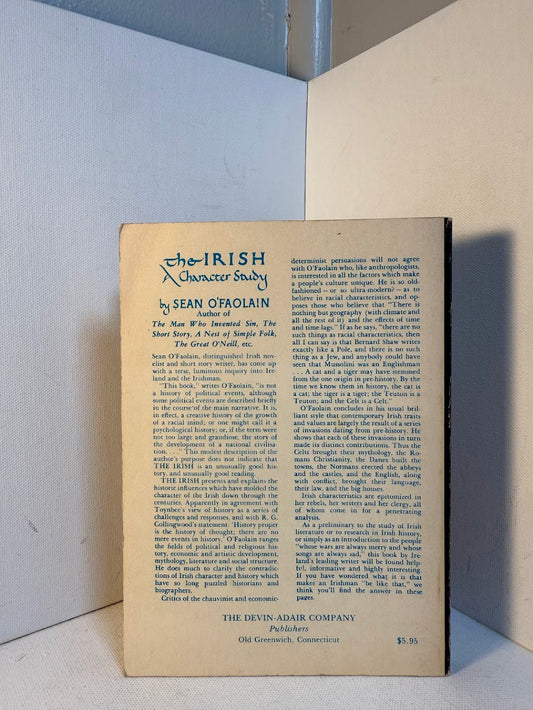 The IRISH
A Character Study
by SEAN O'FAOLAIN
Author of
The Man Who Invented Sin, The
Short Story, A Nest of Simple Folk,
The Great O'Neill, etc.
Sean O'Faolain, distinguished Irish nov-
elist and short story writer, has come up
with a terse, luminous inquiry into Ire-
land and the Irishman.
"This book," writes O'Faolain, "is not
a history of political events, although
some political events are described briefly
in the course of the main narrative. It is,
in effect, a creative history of the growth
of a racial mind; or one might call it a
psychological history; or, if the term were
not too large and grandiose, the story of
the development of a national civilisa-
tion. . . ." This modest description of the
author's purpose does not indicate that
THE IRISH is an unusually good his-
tory, and unusually good reading.
THE IRISH presents and explains the
historic influences which have molded the
character of the Irish down through the
centuries. Apparently in agreement with
Toynbee's view of history as a series of
challenges and responses, and with R. G.
Collingwood's statement: 'History proper
is the history of thought; there are no
mere events in history,' O'Faolain ranges
the fields of political and religious his-
tory, economic and artistic development,
mythology, literature and social structure.
He does much to clarify the contradic-
tions of Irish character and history which
have so long puzzled historians and
biographers.
Critics of the chauvinist and economic-
determinist persuasions will not agree
with O'Faolain who, like anthropologists,
is interested in all the factors which make
a people's culture unique. He is so old-
fashioned — or so ultra-modern? — as to
believe in racial characteristics, and op-
poses those who believe that "There is
nothing but geography (with climate and
all the rest of it) and the effects of time
and time-lags." If as he says, "there are no
such things as racial characteristics, then
all I can say is that Bernard Shaw writes
exactly like a Pole, and there is no such
thing as a Jew, and anybody could have
seen that Musolini was an Englishman
. . . A cat and a tiger may have stemmed
from the one origin in pre-history. By the
time we know them in history, the cat is
a cat; the tiger is a tiger; the Teuton is a
Teuton; and the Celt is a Celt."
O'Faolain concludes in his usual bril-
liant style that contemporary Irish traits
and values are largely the result of a series
of invasions dating from pre-history. He
shows that each of these invasions in turn
made its distinct contributions. Thus the
Celts brought their mythology, the Ro-
mans Christianity, the Danes built the
towns, the Normans erected the abbeys
and the castles, and the English, along
with conflict, brought their language,
their law, and the big houses.
Irish characters are epitomized in
her rebels, her writers and her clergy, all
of whom come in for a penetrating
analysis.
As a preliminary to the study of Irish
literature or to research in Irish history,
or simply as an introduction to the people
"whose wars are always merry and whose
songs are always sad," this book by Ire-
land's leading writer will be found help-
ful, informative and highly interesting.
If you have wondered what it is that
makes an Irishman "be like that," we
think you'll find the answer in these
pages.
THE DEVIN-ADAIR COMPANY
Publishers
Old Greenwich, Connecticut
$5.95